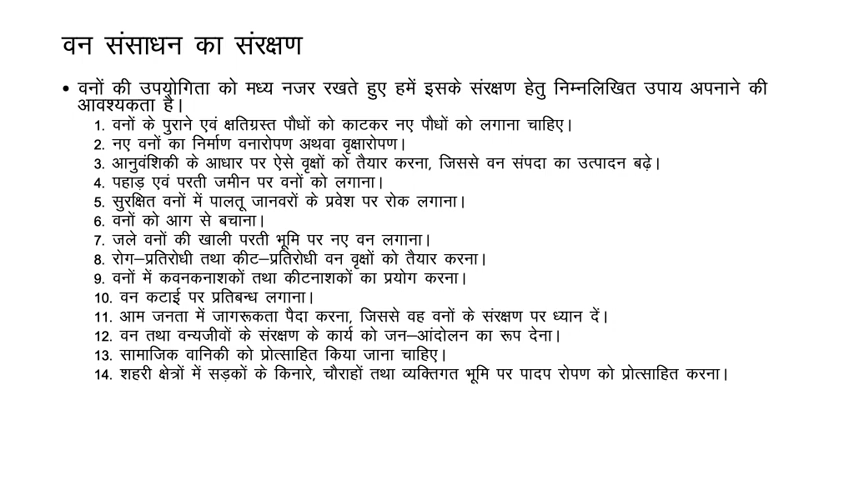 वन संसाधन का संरक्षण
• वनों की उपयोगिता को मध्य नजर रखते हुए हमें इसके संरक्षण हेतु निम्नलिखित उपाय अपनाने की
आवश्यकता है।
1. वनों के पुराने एवं क्षतिग्रस्त पौधों को काटकर नए पौधों को लगाना चाहिए।
2. नए वनों का निर्माण वनारोपण अथवा वृक्षारोपण।
3. आनुवंशिकी के आधार पर ऐसे वृक्षों को तैयार करना, जिससे वन संपदा का उत्पादन बढ़े।
4. पहाड़ एवं परती जमीन पर वनों को लगाना।
5. सुरक्षित वनों में पालतू जानवरों के प्रवेश पर रोक लगाना।
6. वनों को आग से बचाना।
7. जले वनों की खाली परती भूमि पर नए वन लगाना।
8. रोग–प्रतिरोधी तथा कीट–प्रतिरोधी वन वृक्षों को तैयार करना।
9. वनों में कवनकनाशकों तथा कीटनाशकों का प्रयोग करना।
10. वन कटाई पर प्रतिबन्ध लगाना।
11. आम जनता में जागरूकता पैदा करना, जिससे वह वनों के संरक्षण पर ध्यान दें।
12. वन तथा वन्यजीवों के संरक्षण के कार्य को जन–आंदोलन का रूप देना।
13. सामाजिक वानिकी को प्रोत्साहित किया जाना चाहिए।
14. शहरी क्षेत्रों में सड़कों के किनारे, चौराहों तथा व्यक्तिगत भूमि पर पादप रोपण को प्रोत्साहित करना।